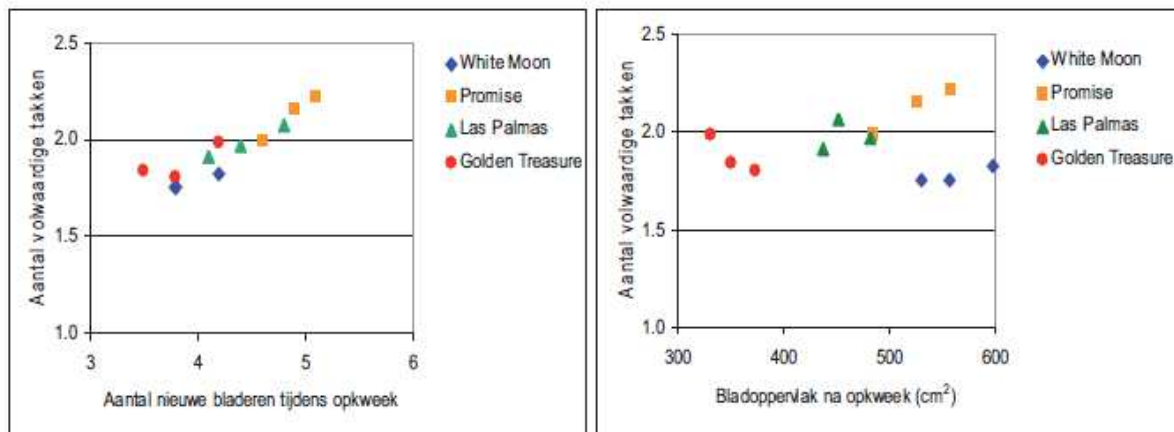 Aantal volwaardige takken
2.5
2.0
1.5
1.0
3 4 5 6
Aantal nieuwe bladeren tijdens opkweek
White Moon
Promise
Las Palmas
Golden Treasure
Aantal volwaardige takken
2.5
2.0
1.5
1.0
300 400 500 600
Bladoppervlak na opkweek (cm²)
White Moon
Promise
Las Palmas
Golden Treasure